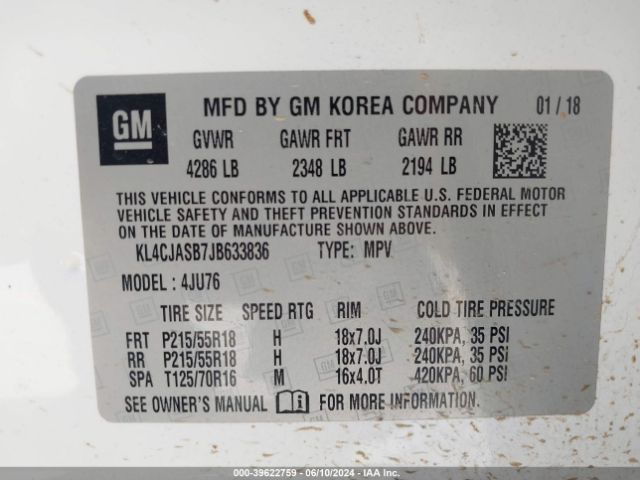 GM
MFD BY GM KOREA COMPANY 01 / 18
GVWR GAWR FRT GAWR RR
4286 LB 2348 LB 2194 LB
THIS VEHICLE CONFORMS TO ALL APPLICABLE U.S. FEDERAL MOTOR
VEHICLE SAFETY AND THEFT PREVENTION STANDARDS IN EFFECT
ON THE DATE OF MANUFACTURE SHOWN ABOVE.
KL4CJASB7JB633836 TYPE: MPV
MODEL : 4JU76
TIRE SIZE SPEED RTG RIM COLD TIRE PRESSURE
FRT P215/55R18 H 18x7.0J 240KPA, 35 PSI
RR P215/55R18 H 18x7.0J 240KPA, 35 PSI
SPA T125/70R16 M 16x4.0T 420KPA, 60 PSI
SEE OWNER'S MANUAL FOR MORE INFORMATION.
000-39622759 - 06/10/2024 - IAA Inc.